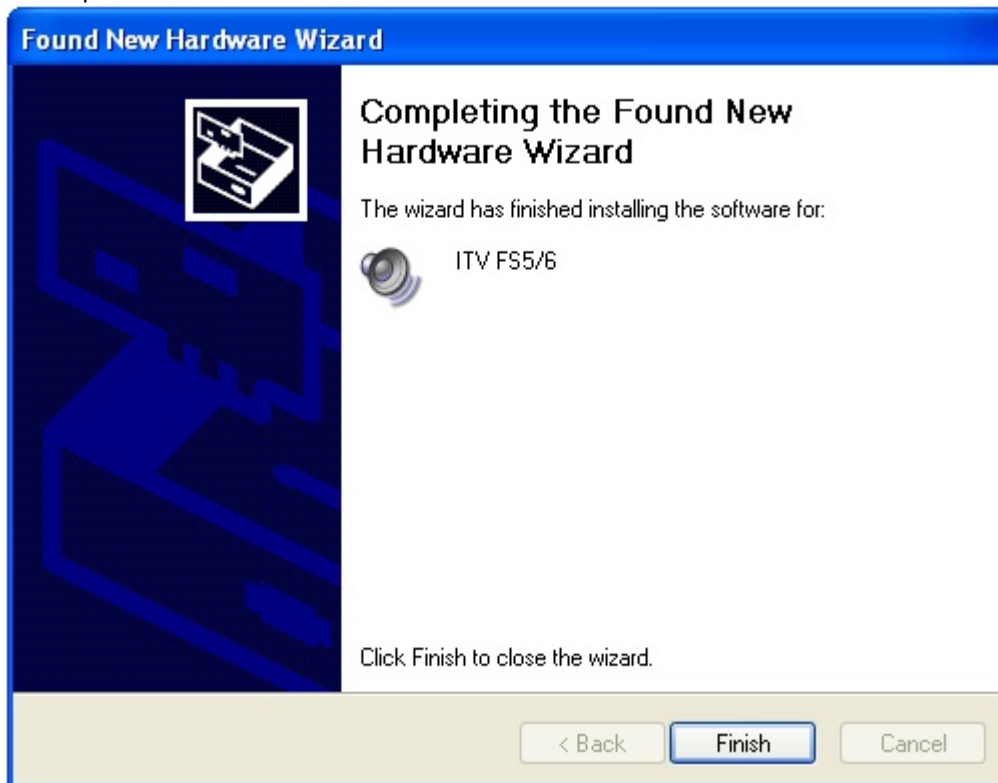 Found New Hardware Wizard
Completing the Found New
Hardware Wizard
The wizard has finished installing the software for:
ITV FS5/6
Click Finish to close the wizard.
< Back
Finish
Cancel